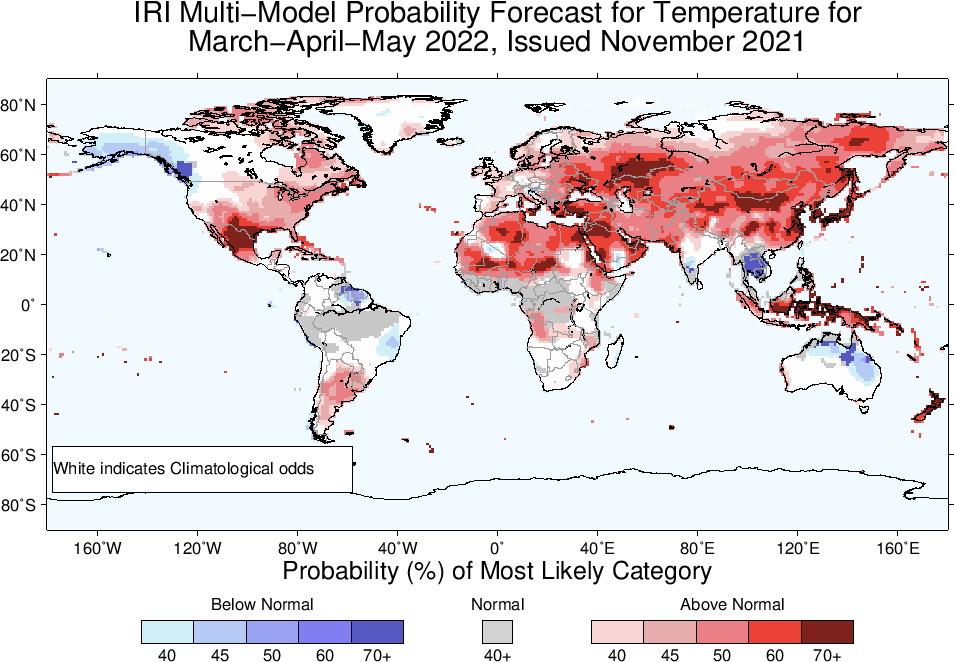 IRI Multi−Model Probability Forecast for Temperature for
March−April−May 2022, Issued November 2021
80˚N
60˚N
40˚N
20˚N
0˚
20˚S
40˚S
60˚S
80˚S
White indicates Climatological odds
160˚W 120˚W 80˚W 40˚W 0˚ 40˚E 80˚E 120˚E 160˚E
Probability (%) of Most Likely Category
Below Normal Normal Above Normal
40 45 50 60 70+ 40+ 40 45 50 60 70+